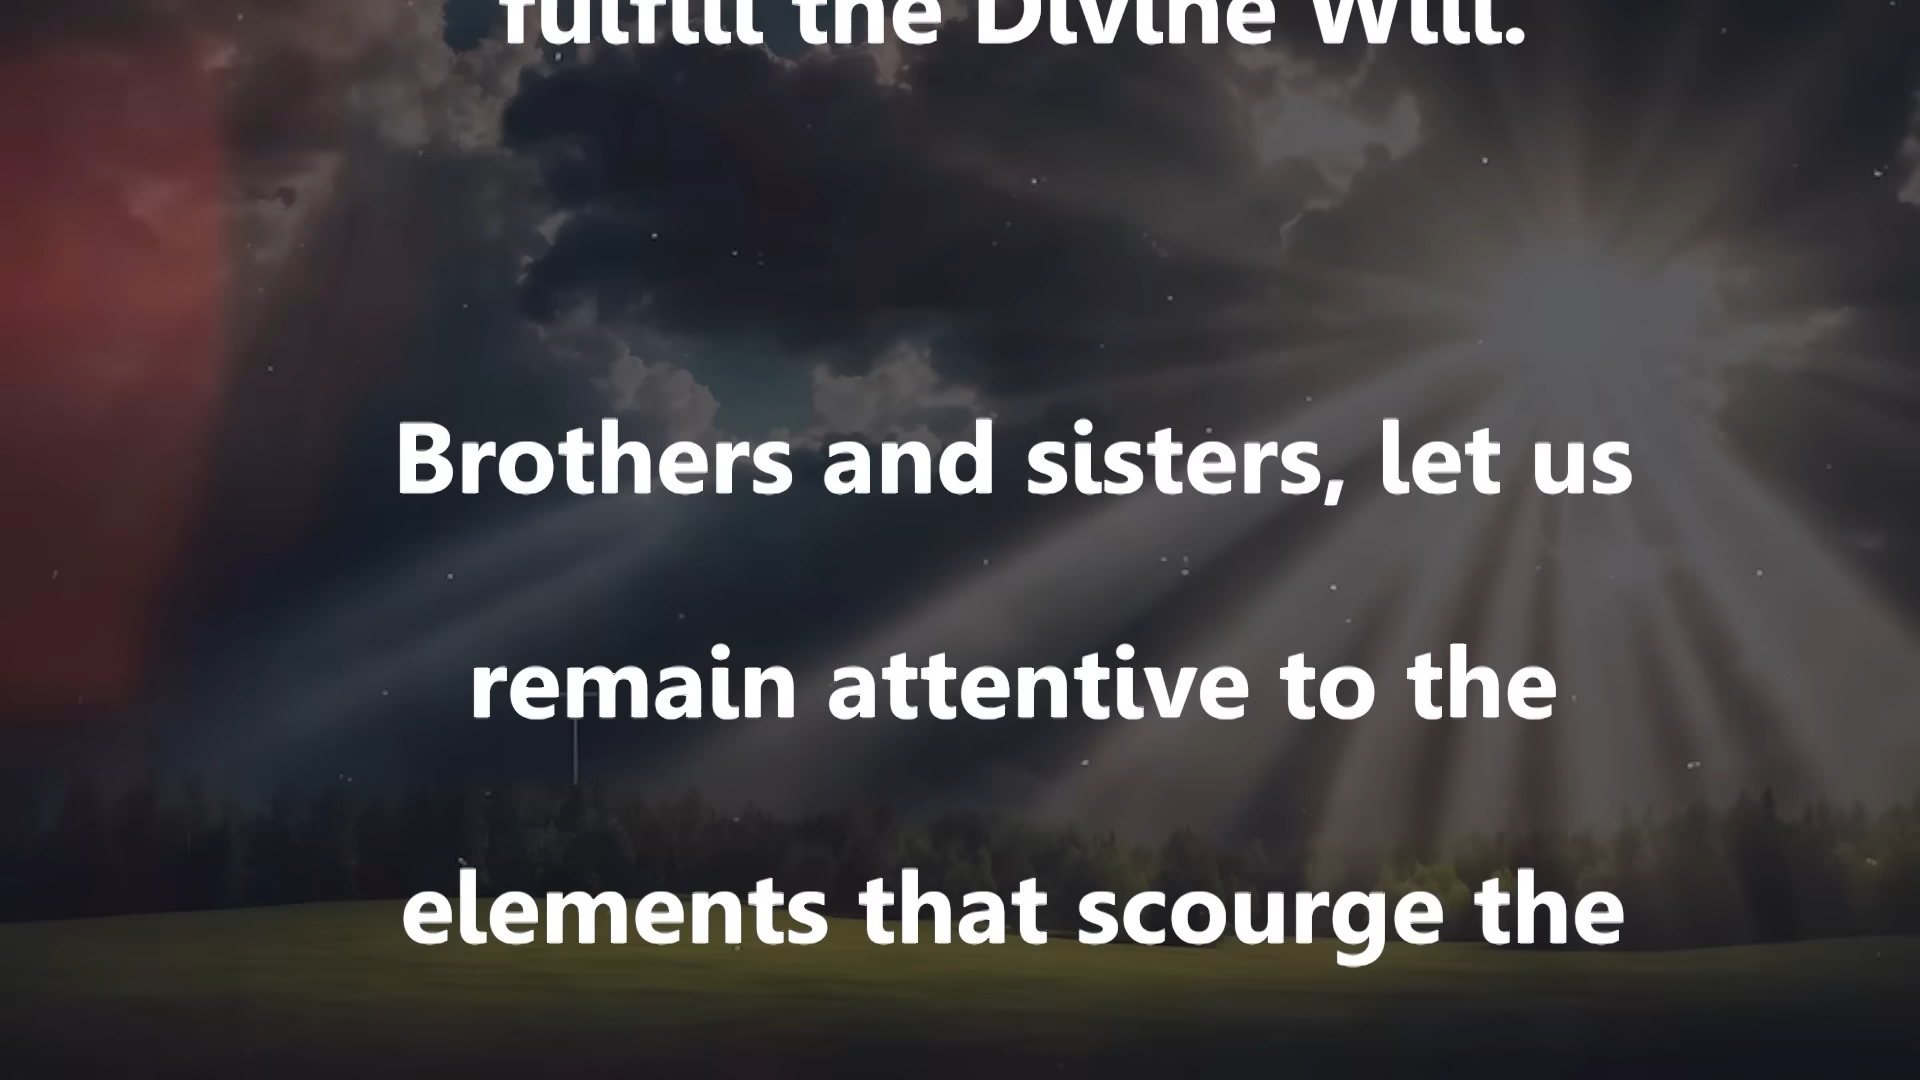 fulfill the Divine Will.
Brothers and sisters, let us
remain attentive to the
elements that scourge the